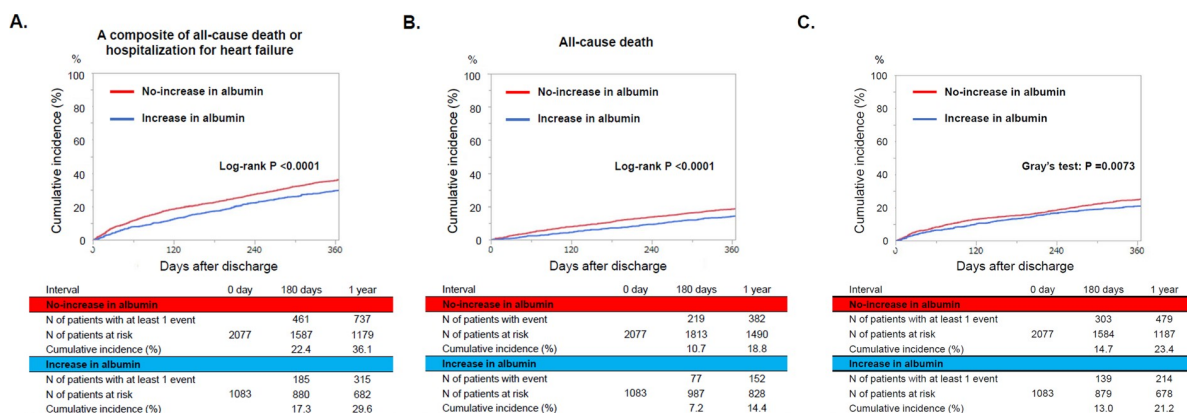 A.
A composite of all-cause death or
hospitalization for heart failure
%
100
80
60
40
20
0
Cumulative incidence (%)
No-increase in albumin
Increase in albumin
Log-rank P <0.0001
0 120 240 360
Days after discharge
Interval 0 day 180 days 1 year
No-increase in albumin
N of patients with at least 1 event 461 737
N of patients at risk 2077 1587 1179
Cumulative incidence (%) 22.4 36.1
Increase in albumin
N of patients with at least 1 event 185 315
N of patients at risk 1083 880 682
Cumulative incidence (%) 17.3 29.6
B.
All-cause death
%
100
80
60
40
20
0
Cumulative incidence (%)
No-increase in albumin
Increase in albumin
Log-rank P <0.0001
0 120 240 360
Days after discharge
Interval 0 day 180 days 1 year
No-increase in albumin
N of patients with event 219 382
N of patients at risk 2077 1813 1490
Cumulative incidence (%) 10.7 18.8
Increase in albumin
N of patients with event 77 152
N of patients at risk 1083 987 828
Cumulative incidence (%) 7.2 14.4
C.
%
100
80
60
40
20
0
Cumulative incidence (%)
No-increase in albumin
Increase in albumin
Gray's test: P =0.0073
0 120 240 360
Days after discharge
Interval 0 day 180 days 1 year
No-increase in albumin
N of patients with at least 1 event 303 479
N of patients at risk 2077 1584 1187
Cumulative incidence (%) 14.7 23.4
Increase in albumin
N of patients with at least 1 event 139 214
N of patients at risk 1083 879 678
Cumulative incidence (%) 13.0 21.2